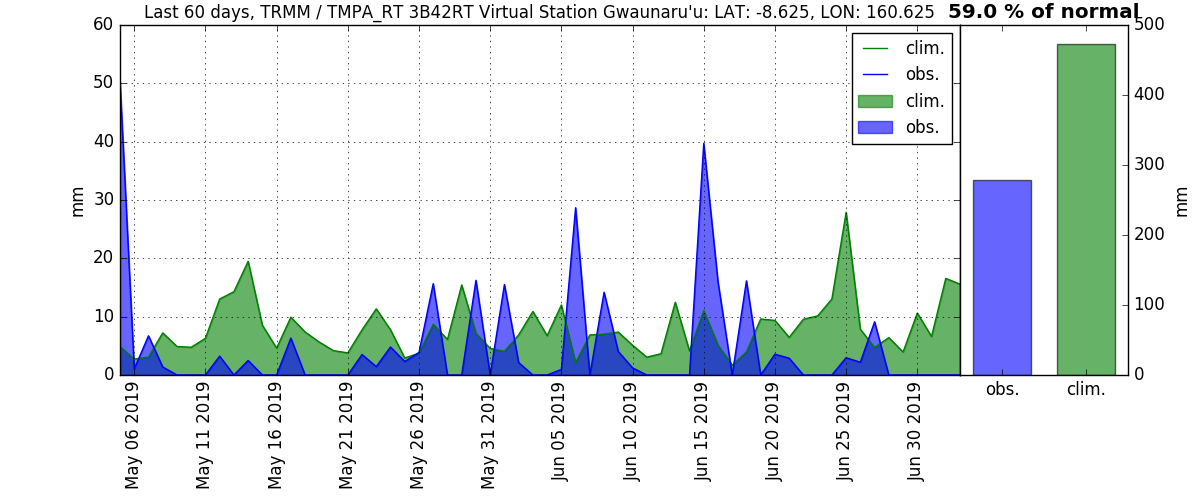 Last 60 days, TRMM / TMPA_RT 3B42RT Virtual Station Gwaunaru'u: LAT: -8.625, LON: 160.625
59.0 % of normal
60
50
40
30
20
10
0
mm
clim.
obs.
clim.
obs.
May 06 2019
May 11 2019
May 16 2019
May 21 2019
May 26 2019
May 31 2019
Jun 05 2019
Jun 10 2019
Jun 15 2019
Jun 20 2019
Jun 25 2019
Jun 30 2019
500
400
300
200
100
0
mm
obs.
clim.